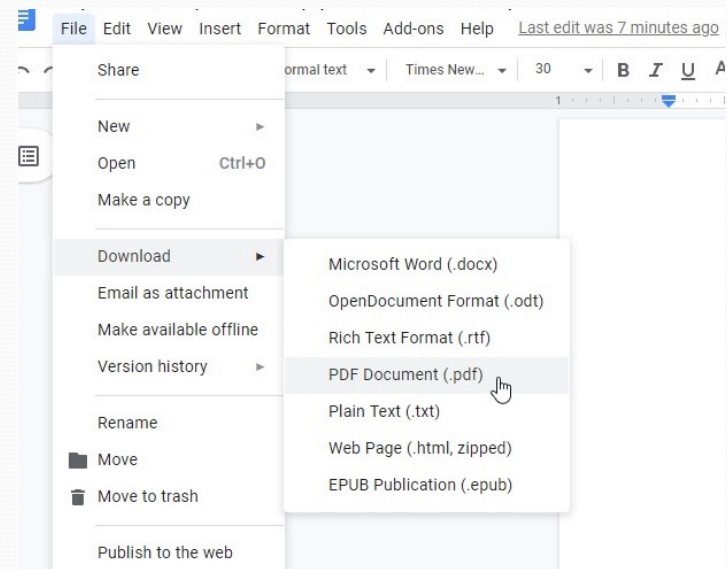 File Edit View Insert Format Tools Add-ons Help Last edit was 7 minutes ago
Share
Times New... 30 B I U A
1
New
Open Ctrl+O
Make a copy
Download
Email as attachment
Make available offline
Version history
Rename
Move
Move to trash
Publish to the web
Microsoft Word (.docx)
OpenDocument Format (.odt)
Rich Text Format (.rtf)
PDF Document (.pdf)
Plain Text (.txt)
Web Page (.html, zipped)
EPUB Publication (.epub)